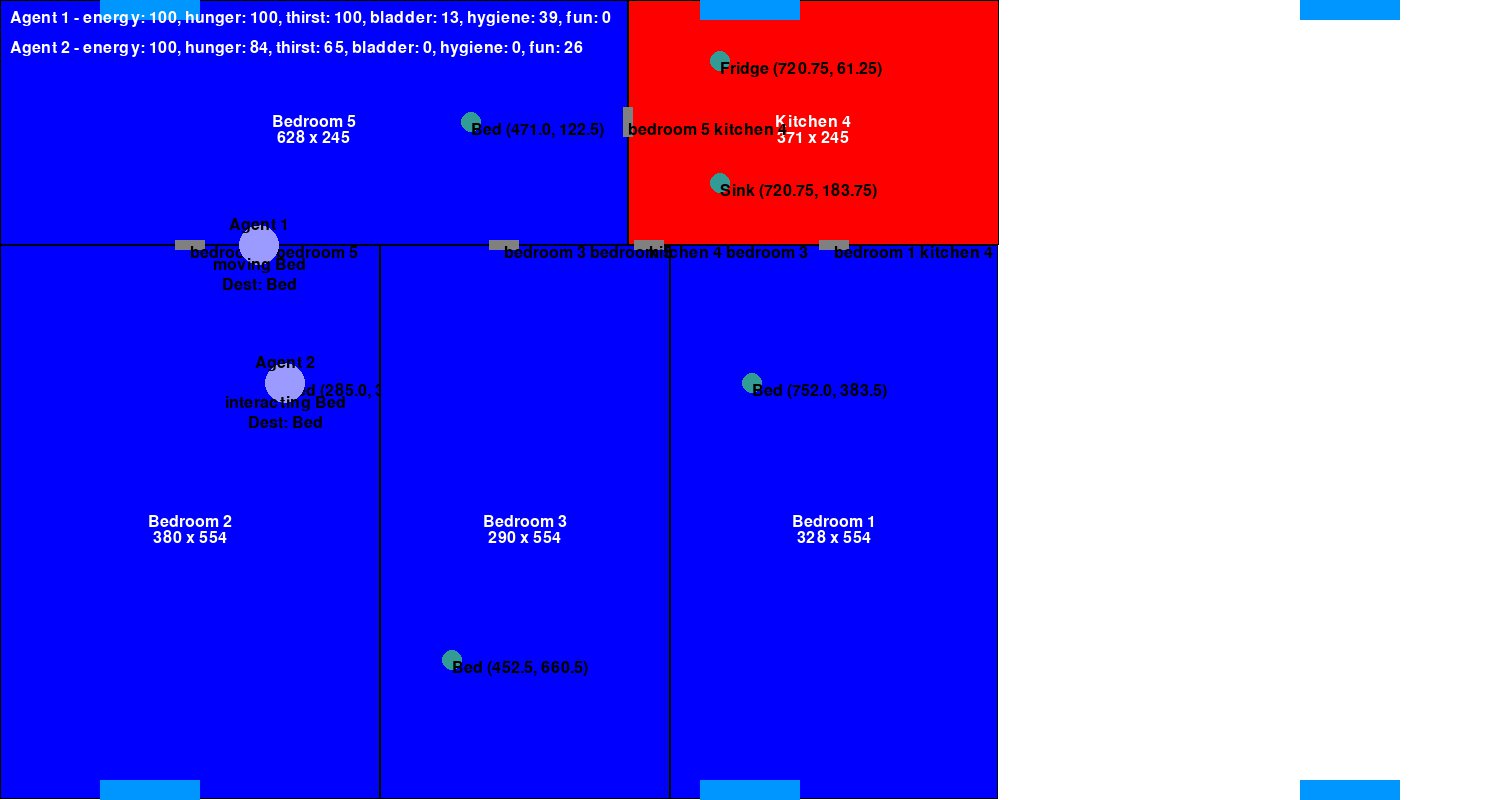 Agent 1 - energy: 100, hunger: 100, thirst: 100, bladder: 13, hygiene: 39, fun: 0
Agent 2 - energy: 100, hunger: 84, thirst: 65, bladder: 0, hygiene: 0, fun: 26
Fridge (720.75, 61.25)
Bedroom 5
628 x 245
Bed (471.0, 122.5)
bedroom 5 kitchen 4
Kitchen 4
371 x 245
Sink (720.75, 183.75)
Agent 1
bedroom 5
bedroom 3
kitchen 4 bedroom 3
bedroom 1 kitchen 4
moving Bed
Dest: Bed
Agent 2
(285.0,
interacting Bed
Dest: Bed
Bed (752.0, 383.5)
Bedroom 2
380 x 554
Bedroom 3
290 x 554
Bedroom 1
328 x 554
Bed (452.5, 660.5)